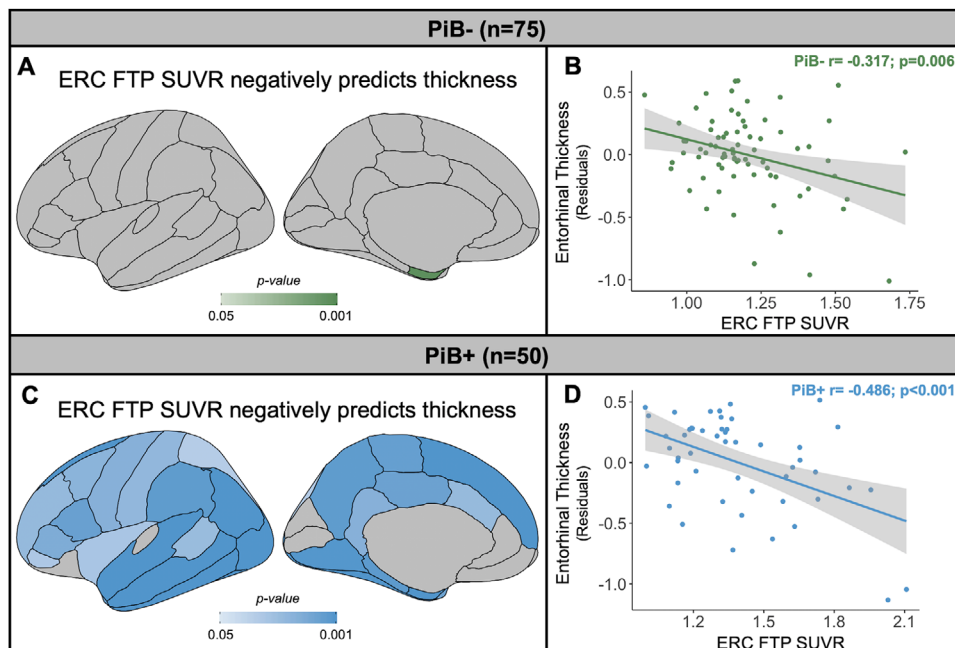 PiB- (n=75)
A
ERC FTP SUVR negatively predicts thickness
p-value
0.05
0.001
B
PiB- r= -0.317; p=0.006
Entorhinal Thickness
(Residuals)
0.5
0.0
-0.5
-1.0
1.00
1.25
1.50
1.75
ERC FTP SUVR
PiB+ (n=50)
C
ERC FTP SUVR negatively predicts thickness
p-value
0.05
0.001
D
PiB+ r= -0.486; p<0.001
Entorhinal Thickness
(Residuals)
0.5
0.0
-0.5
-1.0
1.2
1.5
1.8
2.1
ERC FTP SUVR